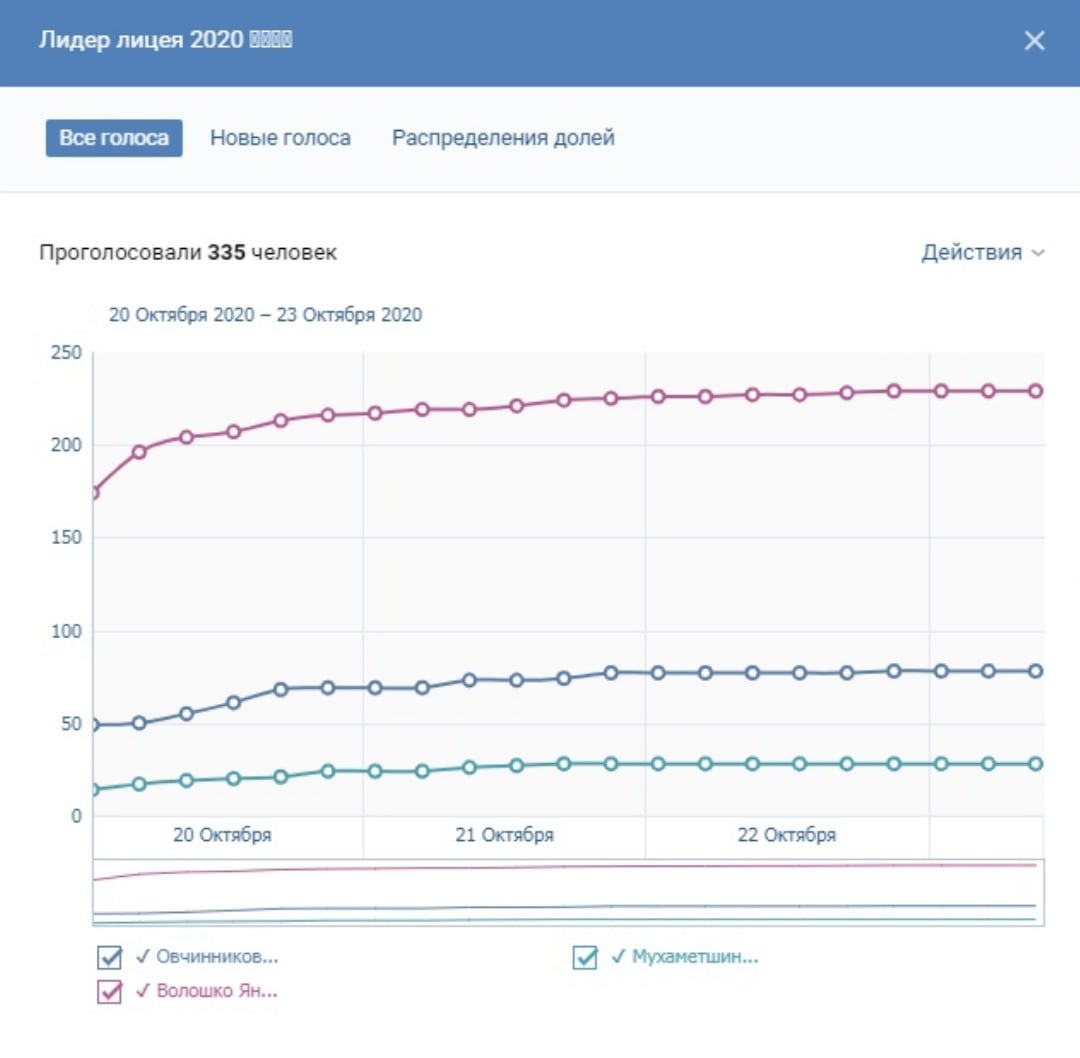 Лидер лицея 2020
Все голоса Новые голоса Распределения долей
Проголосовали 335 человек
Действия
20 Октября 2020 – 23 Октября 2020
250
200
150
100
50
0
20 Октября 21 Октября 22 Октября
✓ Овчинников...
✓ Мухаметшин...
✓ Волошко Ян...